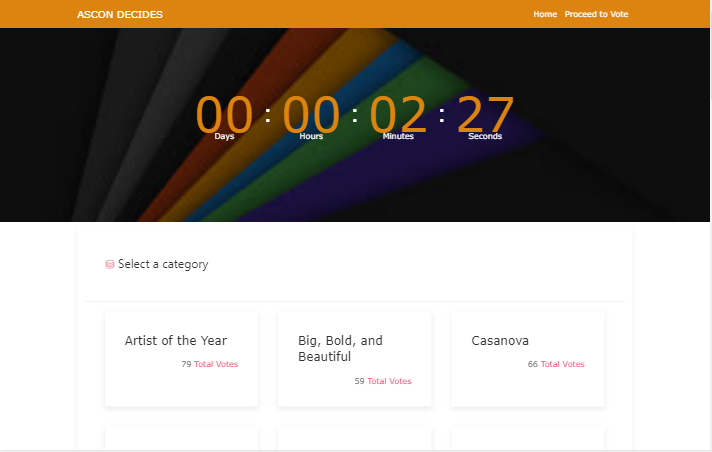 ASCON DECIDES
Home Proceed to Vote
00 : 00 : 02 : 27
Days Hours Minutes Seconds
Select a category
Artist of the Year
79 Total Votes
Big, Bold, and
Beautiful
59 Total Votes
Casanova
66 Total Votes